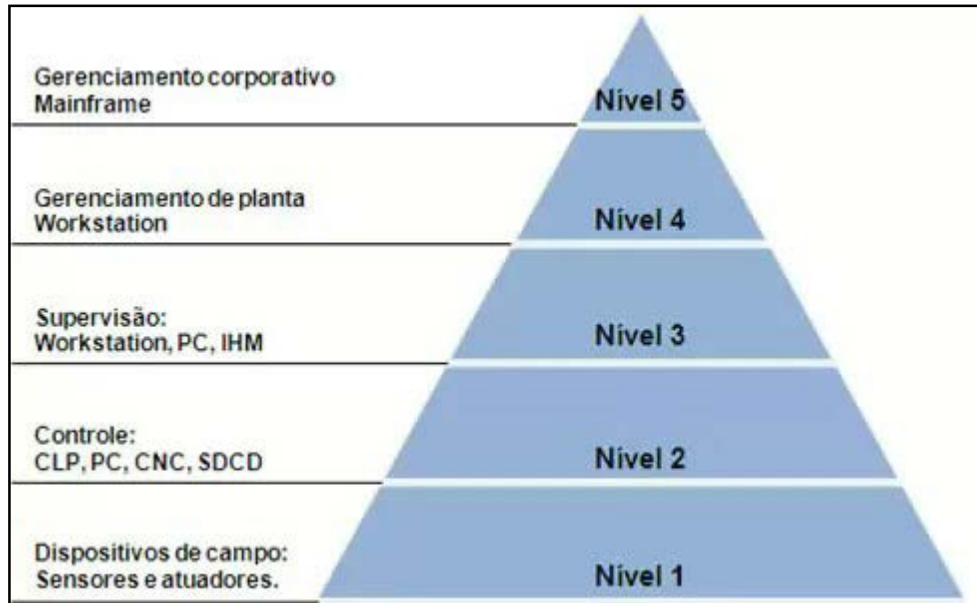 Gerenciamento corporativo
Mainframe
Nível 5
Gerenciamento de planta
Workstation
Nível 4
Supervisão:
Workstation, PC, IHM
Nível 3
Controle:
CLP, PC, CNC, SDCD
Nível 2
Dispositivos de campo:
Sensores e atuadores.
Nível 1